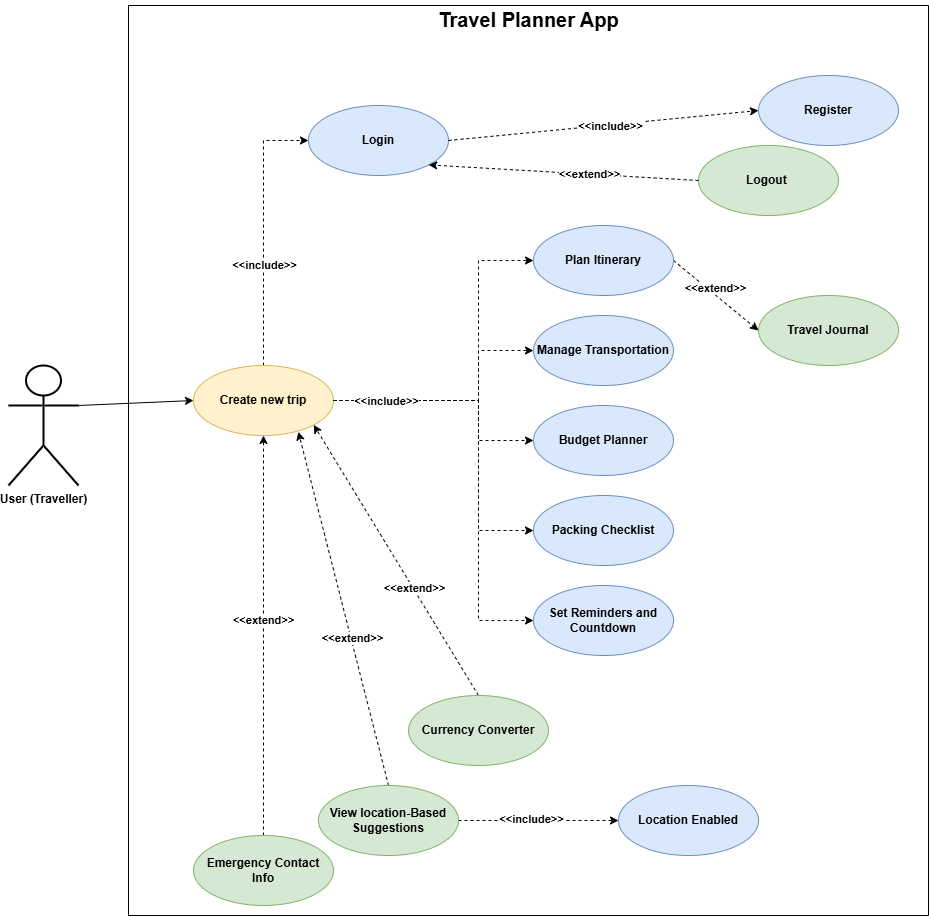 Travel Planner App
Register
<<include>>
Login
<<extend>>
Logout
<<include>>
Plan Itinerary
<<extend>>
Travel Journal
Manage Transportation
Create new trip
<<include>>
Budget Planner
User (Traveller)
Packing Checklist
<<extend>>
Set Reminders and
Countdown
<<extend>>
<<extend>>
Currency Converter
View location-Based
Suggestions
<<include>>
Location Enabled
Emergency Contact
Info